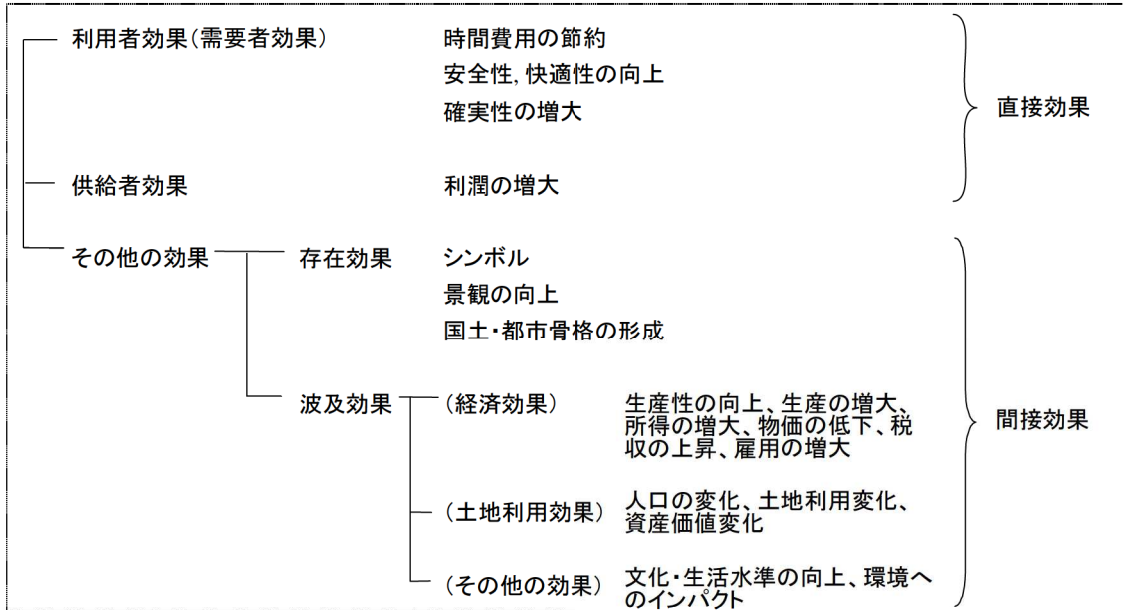 利用者効果(需要者効果)
時間費用の節約
安全性, 快適性の向上
確実性の増大
直接効果
供給者効果
利潤の増大
その他の効果
存在効果
シンボル
景観の向上
国土・都市骨格の形成
波及効果
(経済効果)
生産性の向上、生産の増大、
所得の増大、物価の低下、税
収の上昇、雇用の増大
間接効果
(土地利用効果)
人口の変化、土地利用変化、
資産価値変化
(その他の効果)
文化・生活水準の向上、環境へ
のインパクト